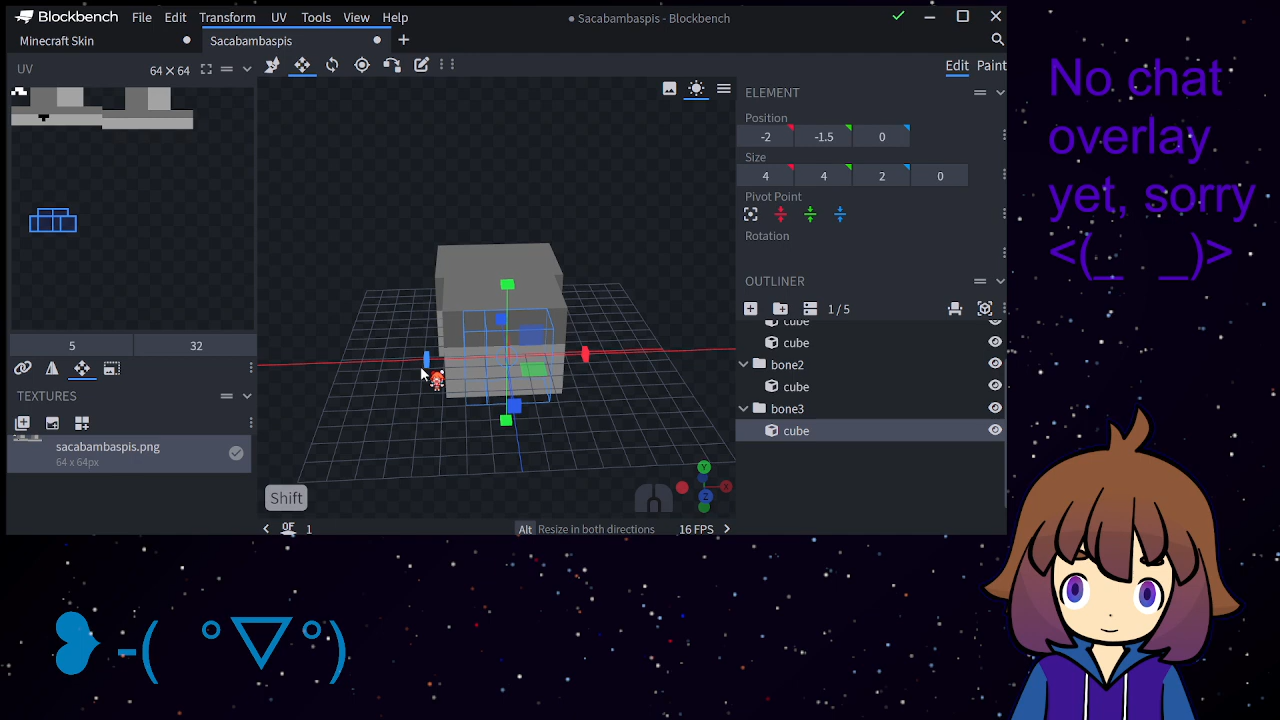 Blockbench File Edit Transform UV Tools View Help
● Sacabambaspis - Blockbench
Minecraft Skin
Sacabambaspis
UV
64 × 64
Edit Paint
ELEMENT
Position
-2 -1.5 0
Size
4 4 2 0
Pivot Point
Rotation
OUTLINER
1 / 5
cube
cube
bone2
cube
bone3
cube
5 32
TEXTURES
sacabambaspis.png
64 x 64px
Shift
Y
X
Z
1
Alt Resize in both directions 16 FPS
No chat
overlay
yet, sorry
<(_ _)>
❥-( °▽°)